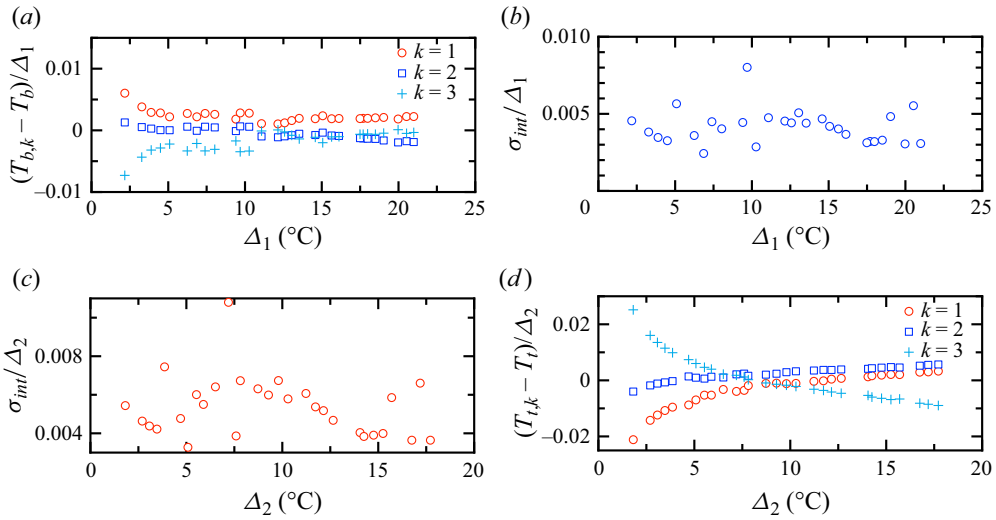 (a)
0.01
0
−0.01
(T_{b,k} − T_b)/Δ_1
k = 1
k = 2
k = 3
0 5 10 15 20 25
Δ_1 (°C)
(b)
0.010
0.005
0
σ_{int}/Δ_1
0 5 10 15 20 25
Δ_1 (°C)
(c)
0.008
0.004
σ_{int}/Δ_2
0 5 10 15 20
Δ_2 (°C)
(d)
0.02
0
−0.02
(T_{t,k} − T_t)/Δ_2
k = 1
k = 2
k = 3
0 5 10 15 20
Δ_2 (°C)